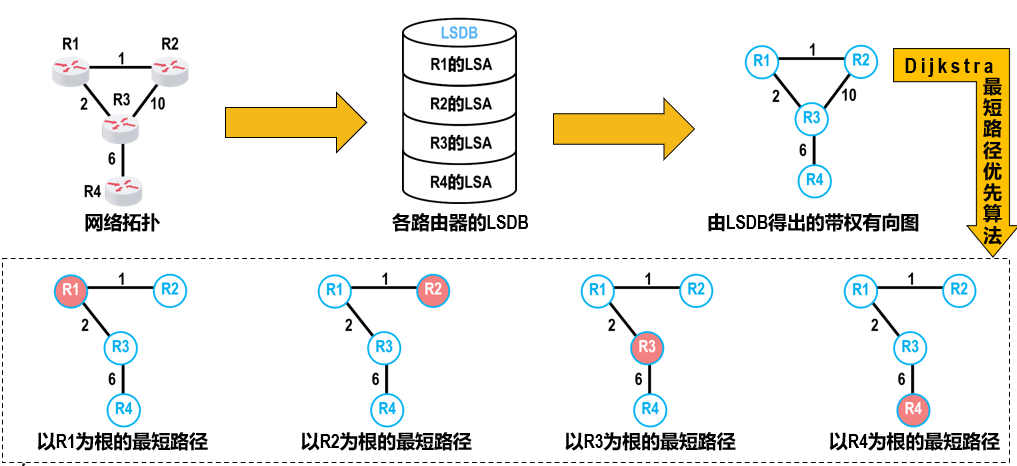 R1
R2
1
2
R3
10
6
R4
网络拓扑
LSDB
R1的LSA
R2的LSA
R3的LSA
R4的LSA
各路由器的LSDB
R1
1
R2
2
10
R3
6
R4
由LSDB得出的带权有向图
Dijkstra
最短路径优先算法
R1
1
R2
2
R3
6
R4
以R1为根的最短路径
R1
1
R2
2
R3
6
R4
以R2为根的最短路径
R1
1
R2
2
R3
6
R4
以R3为根的最短路径
R1
1
R2
2
R3
6
R4
以R4为根的最短路径